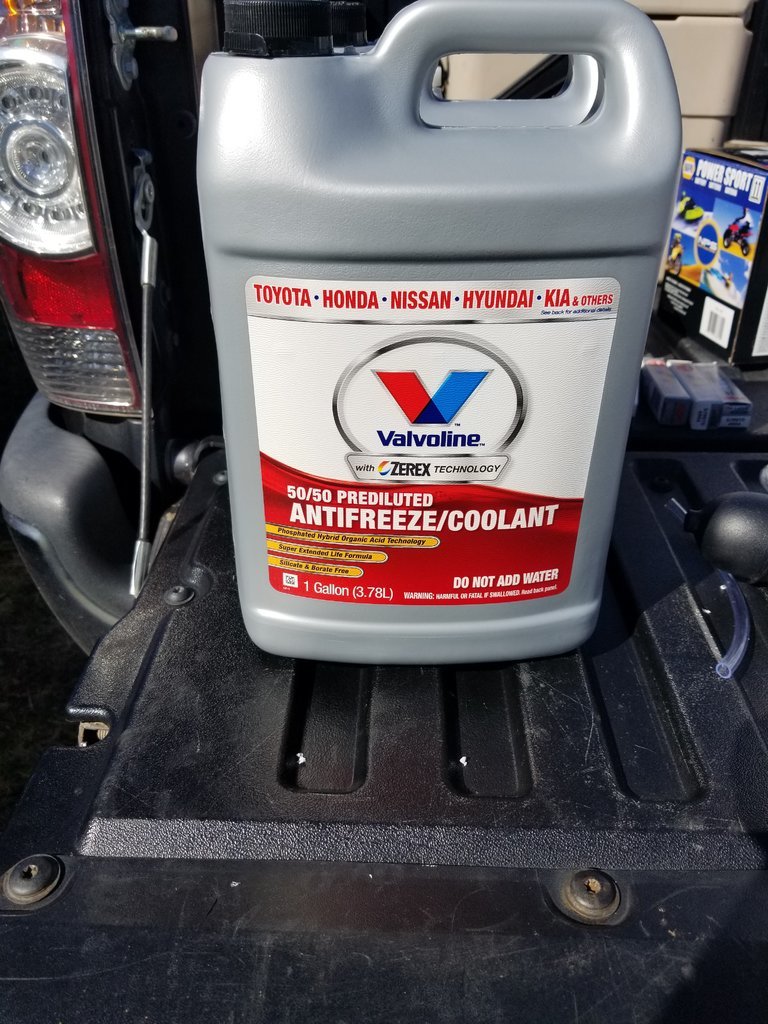 TOYOTA · HONDA · NISSAN · HYUNDAI · KIA & OTHERS
See back for additional details
Valvoline™
with ZEREX TECHNOLOGY
50/50 PREDILUTED
ANTIFREEZE/COOLANT
Phosphated Hybrid Organic Acid Technology
Super Extended Life Formula
Silicate & Borate Free
DO NOT ADD WATER
1 Gallon (3.78L)
WARNING: HARMFUL OR FATAL IF SWALLOWED. Read back panel.
NAPA
POWER SPORT